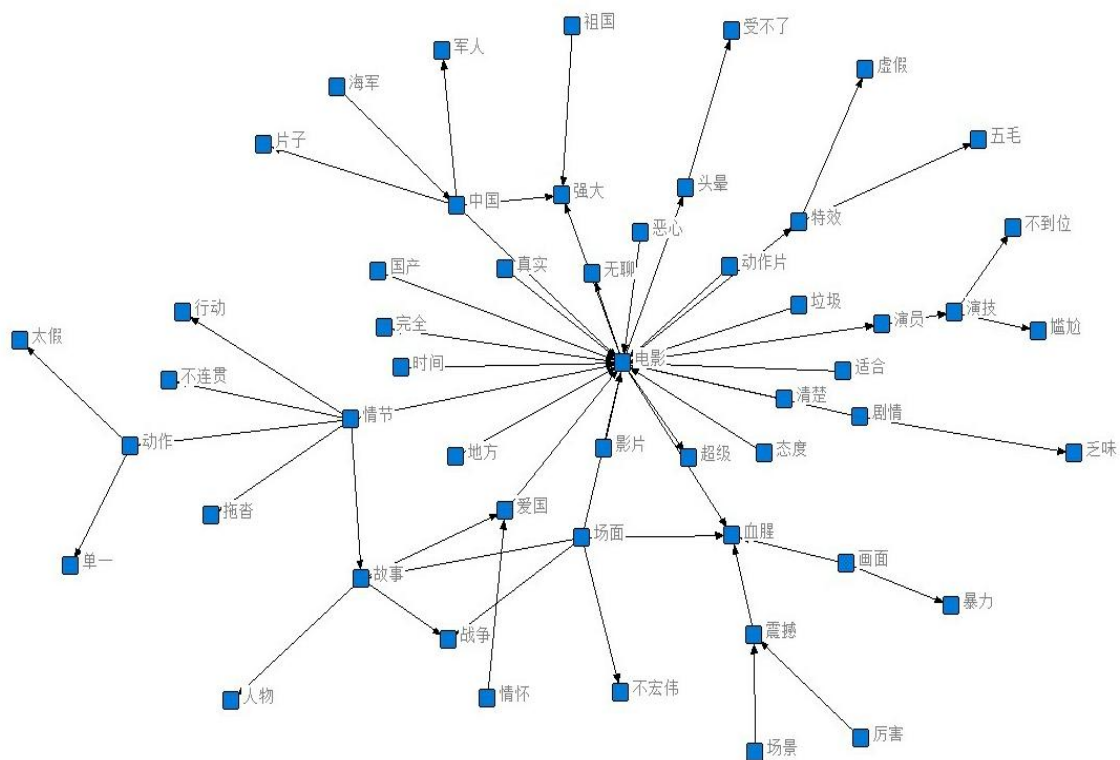 祖国
受不了
军人
虚假
海军
五毛
片子
头晕
强大
中国
特效
不到位
恶心
动作片
真实
国产
无聊
垃圾
行动
演技
演员
尴尬
完全
太假
电影
时间
适合
不连贯
清楚
剧情
情节
动作
影片
态度
乏味
地方
超级
爱国
拖沓
场面
血腥
单一
画面
故事
暴力
战争
震撼
不宏伟
人物
情怀
厉害
场景